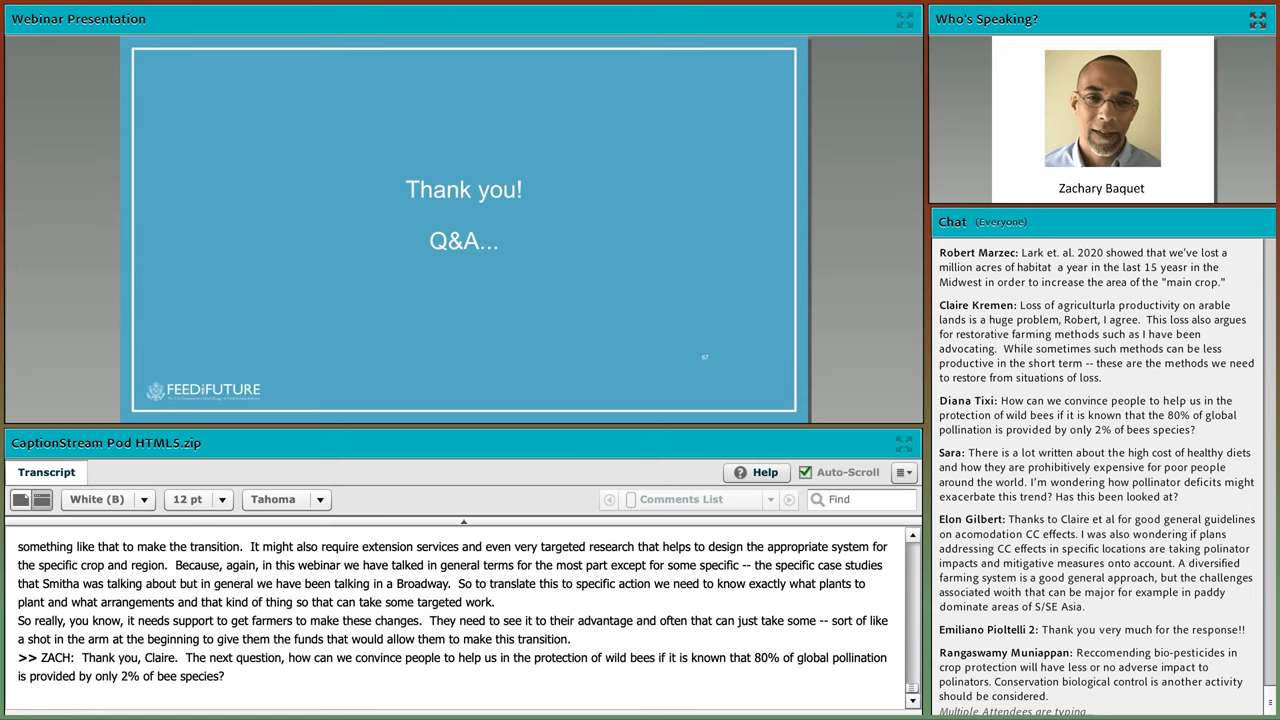 Webinar Presentation
Thank you!
Q&A...
67
FEEDTHEFUTURE
Who's Speaking?
Zachary Baquet
CaptionStream Pod HTML5.zip
Transcript
Help
Auto-Scroll
White (B)
12 pt
Tahoma
Comments List
Find
something like that to make the transition. It might also require extension services and even very targeted research that helps to design the appropriate system for
the specific crop and region. Because, again, in this webinar we have talked in general terms for the most part except for some specific -- the specific case studies
that Smitha was talking about but in general we have been talking in a Broadway. So to translate this to specific action we need to know exactly what plants to
plant and what arrangements and that kind of thing so that can take some targeted work.
So really, you know, it needs support to get farmers to make these changes. They need to see it to their advantage and often that can just take some -- sort of like
a shot in the arm at the beginning to give them the funds that would allow them to make this transition.
>> ZACH: Thank you, Claire. The next question, how can we convince people to help us in the protection of wild bees if it is known that 80% of global pollination
is provided by only 2% of bee species?
Chat (Everyone)
Robert Marzec: Lark et. al. 2020 showed that we've lost a
million acres of habitat a year in the last 15 yeasr in the
Midwest in order to increase the area of the "main crop."
Claire Kremen: Loss of agriculturla productivity on arable
lands is a huge problem, Robert, I agree. This loss also argues
for restorative farming methods such as I have been
advocating. While sometimes such methods can be less
productive in the short term -- these are the methods we need
to restore from situations of loss.
Diana Tixi: How can we convince people to help us in the
protection of wild bees if it is known that the 80% of global
pollination is provided by only 2% of bees species?
Sara: There is a lot written about the high cost of healthy diets
and how they are prohibitively expensive for poor people
around the world. I'm wondering how pollinator deficits might
exacerbate this trend? Has this been looked at?
Elon Gilbert: Thanks to Claire et al for good general guidelines
on acomodation CC effects. I was also wondering if plans
addressing CC effects in specific locations are taking polinator
impacts and mitigative measures onto account. A diversified
farming system is a good general approach, but the challenges
associated woith that can be major for example in paddy
dominate areas of S/SE Asia.
Emiliano Pioltelli 2: Thank you very much for the response!!
Rangaswamy Muniappan: Reccomending bio-pesticides in
crop protection will have less or no adverse impact to
polinators. Conservation biological control is another activity
should be considered.
Multiple Attendees are typing...